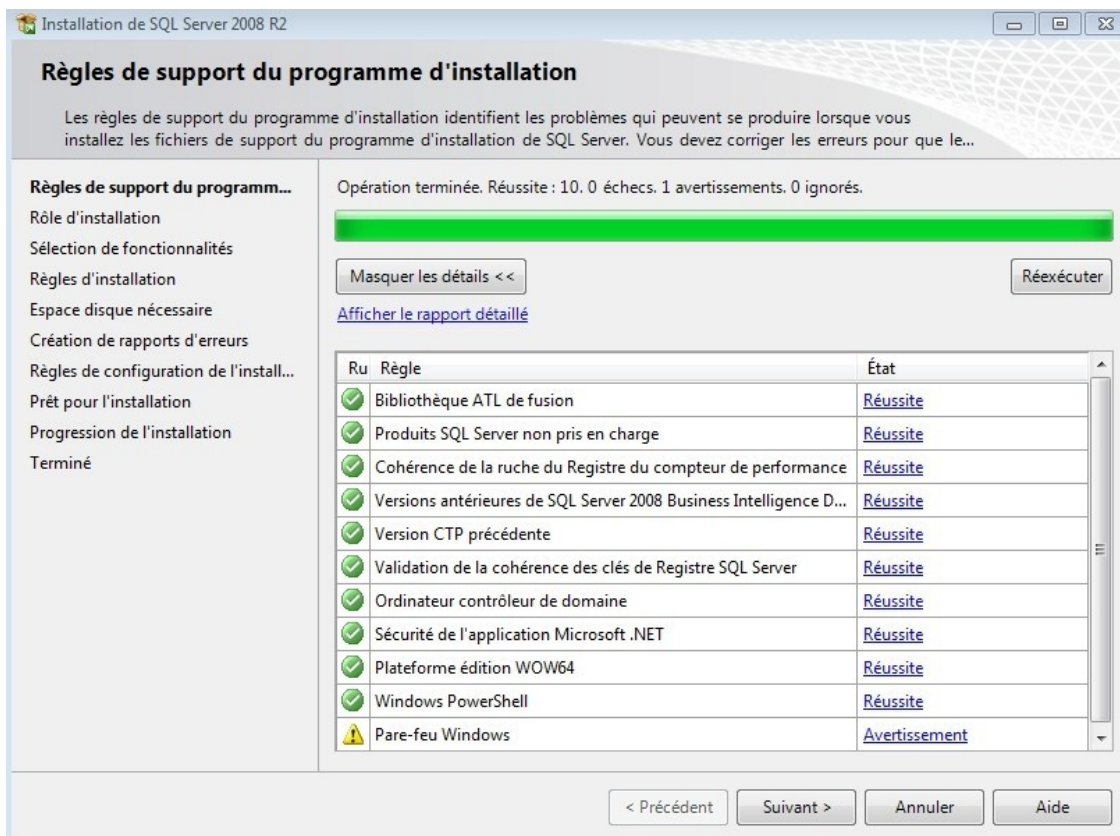 Installation de SQL Server 2008 R2
Règles de support du programme d'installation
Les règles de support du programme d'installation identifient les problèmes qui peuvent se produire lorsque vous
installez les fichiers de support du programme d'installation de SQL Server. Vous devez corriger les erreurs pour que le...
Règles de support du programm...
Rôle d'installation
Sélection de fonctionnalités
Règles d'installation
Espace disque nécessaire
Création de rapports d'erreurs
Règles de configuration de l'install...
Prêt pour l'installation
Progression de l'installation
Terminé
Opération terminée. Réussite : 10. 0 échecs. 1 avertissements. 0 ignorés.
Masquer les détails <<
Réexécuter
Afficher le rapport détaillé
Ru Règle État
Bibliothèque ATL de fusion Réussite
Produits SQL Server non pris en charge Réussite
Cohérence de la ruche du Registre du compteur de performance Réussite
Versions antérieures de SQL Server 2008 Business Intelligence D... Réussite
Version CTP précédente Réussite
Validation de la cohérence des clés de Registre SQL Server Réussite
Ordinateur contrôleur de domaine Réussite
Sécurité de l'application Microsoft .NET Réussite
Plateforme édition WOW64 Réussite
Windows PowerShell Réussite
Pare-feu Windows Avertissement
< Précédent Suivant > Annuler Aide